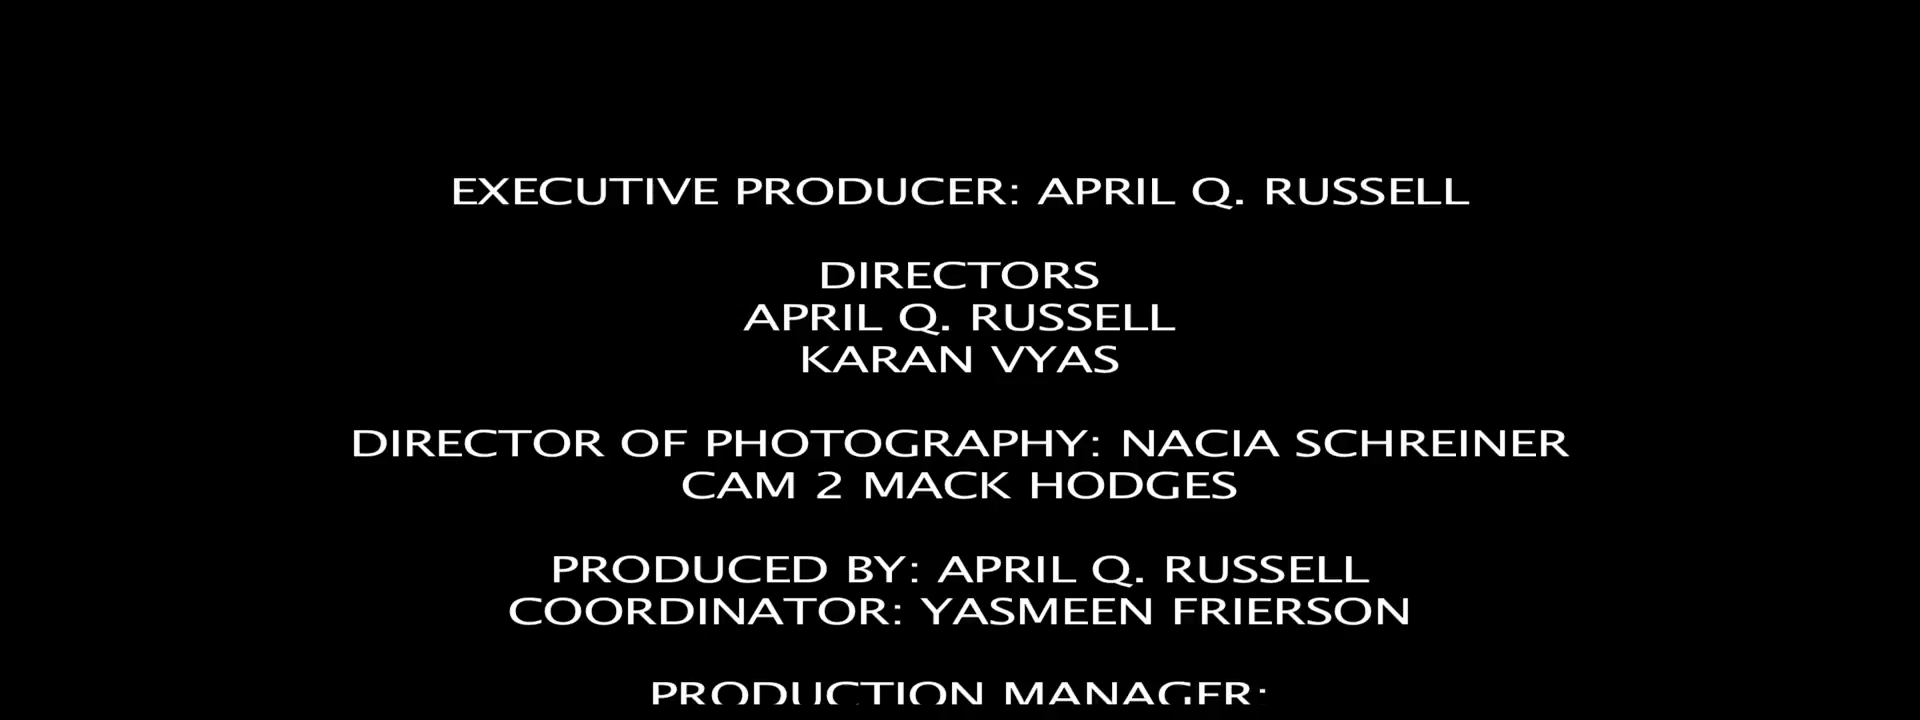 EXECUTIVE PRODUCER: APRIL Q. RUSSELL
DIRECTORS
APRIL Q. RUSSELL
KARAN VYAS
DIRECTOR OF PHOTOGRAPHY: NACIA SCHREINER
CAM 2 MACK HODGES
PRODUCED BY: APRIL Q. RUSSELL
COORDINATOR: YASMEEN FRIERSON
PRODUCTION MANAGER: